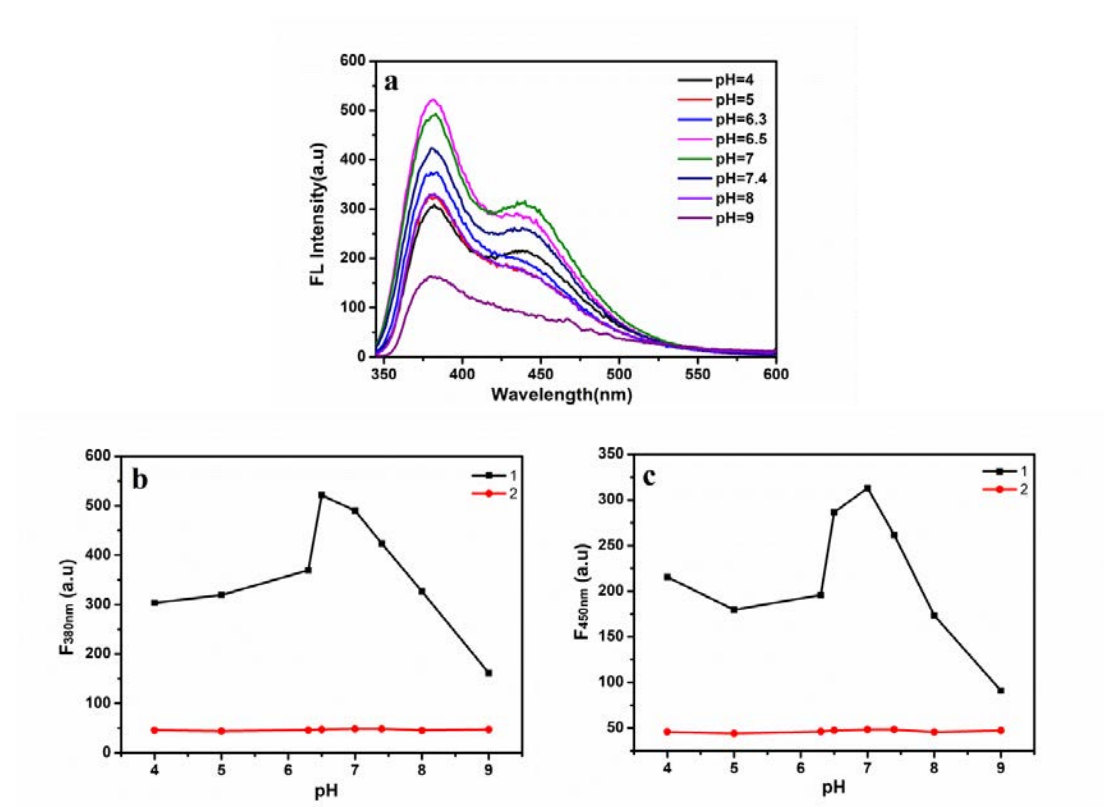 a
600
500
400
300
200
100
0
FL Intensity(a.u)
pH=4
pH=5
pH=6.3
pH=6.5
pH=7
pH=7.4
pH=8
pH=9
350 400 450 500 550 600
Wavelength(nm)
b
600
500
400
300
200
100
0
F380nm (a.u)
1
2
4 5 6 7 8 9
pH
c
350
300
250
200
150
100
50
F450nm (a.u)
1
2
4 5 6 7 8 9
pH